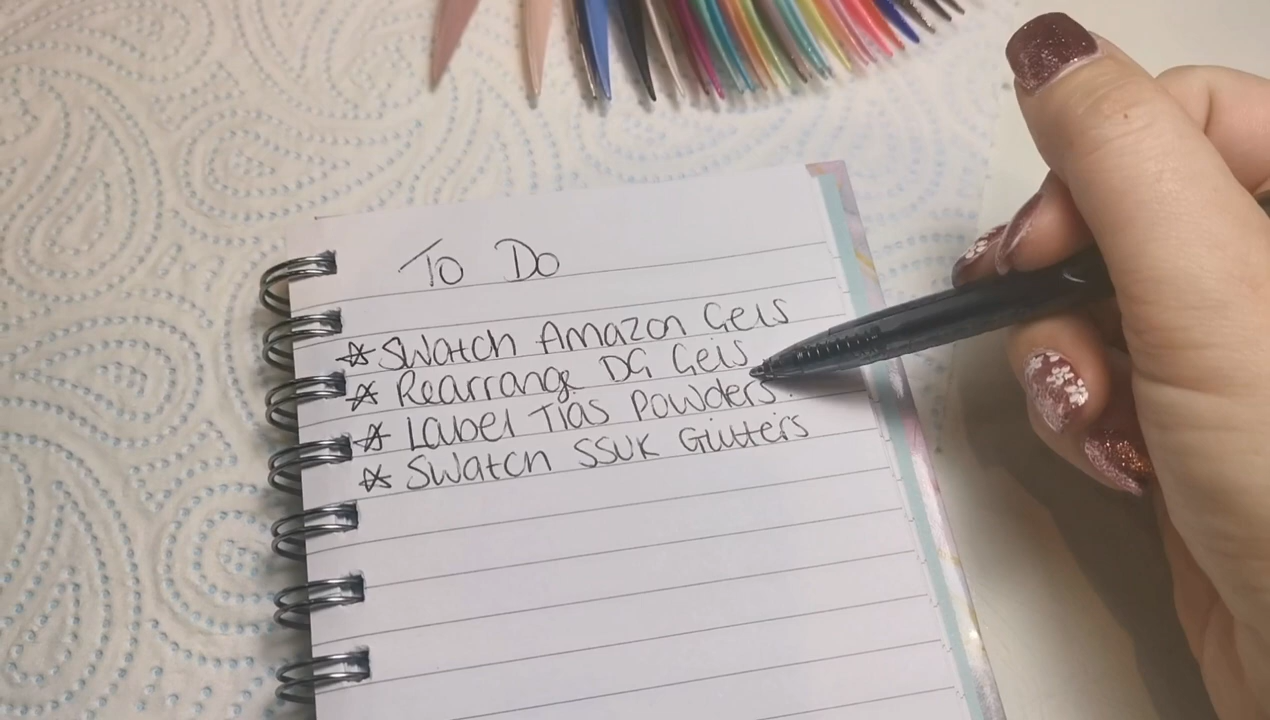 To Do
☆ Swatch Amazon Gels
☆ Rearrange DG Gels
☆ Label Tias Powders
☆ Swatch SSUK Glitters